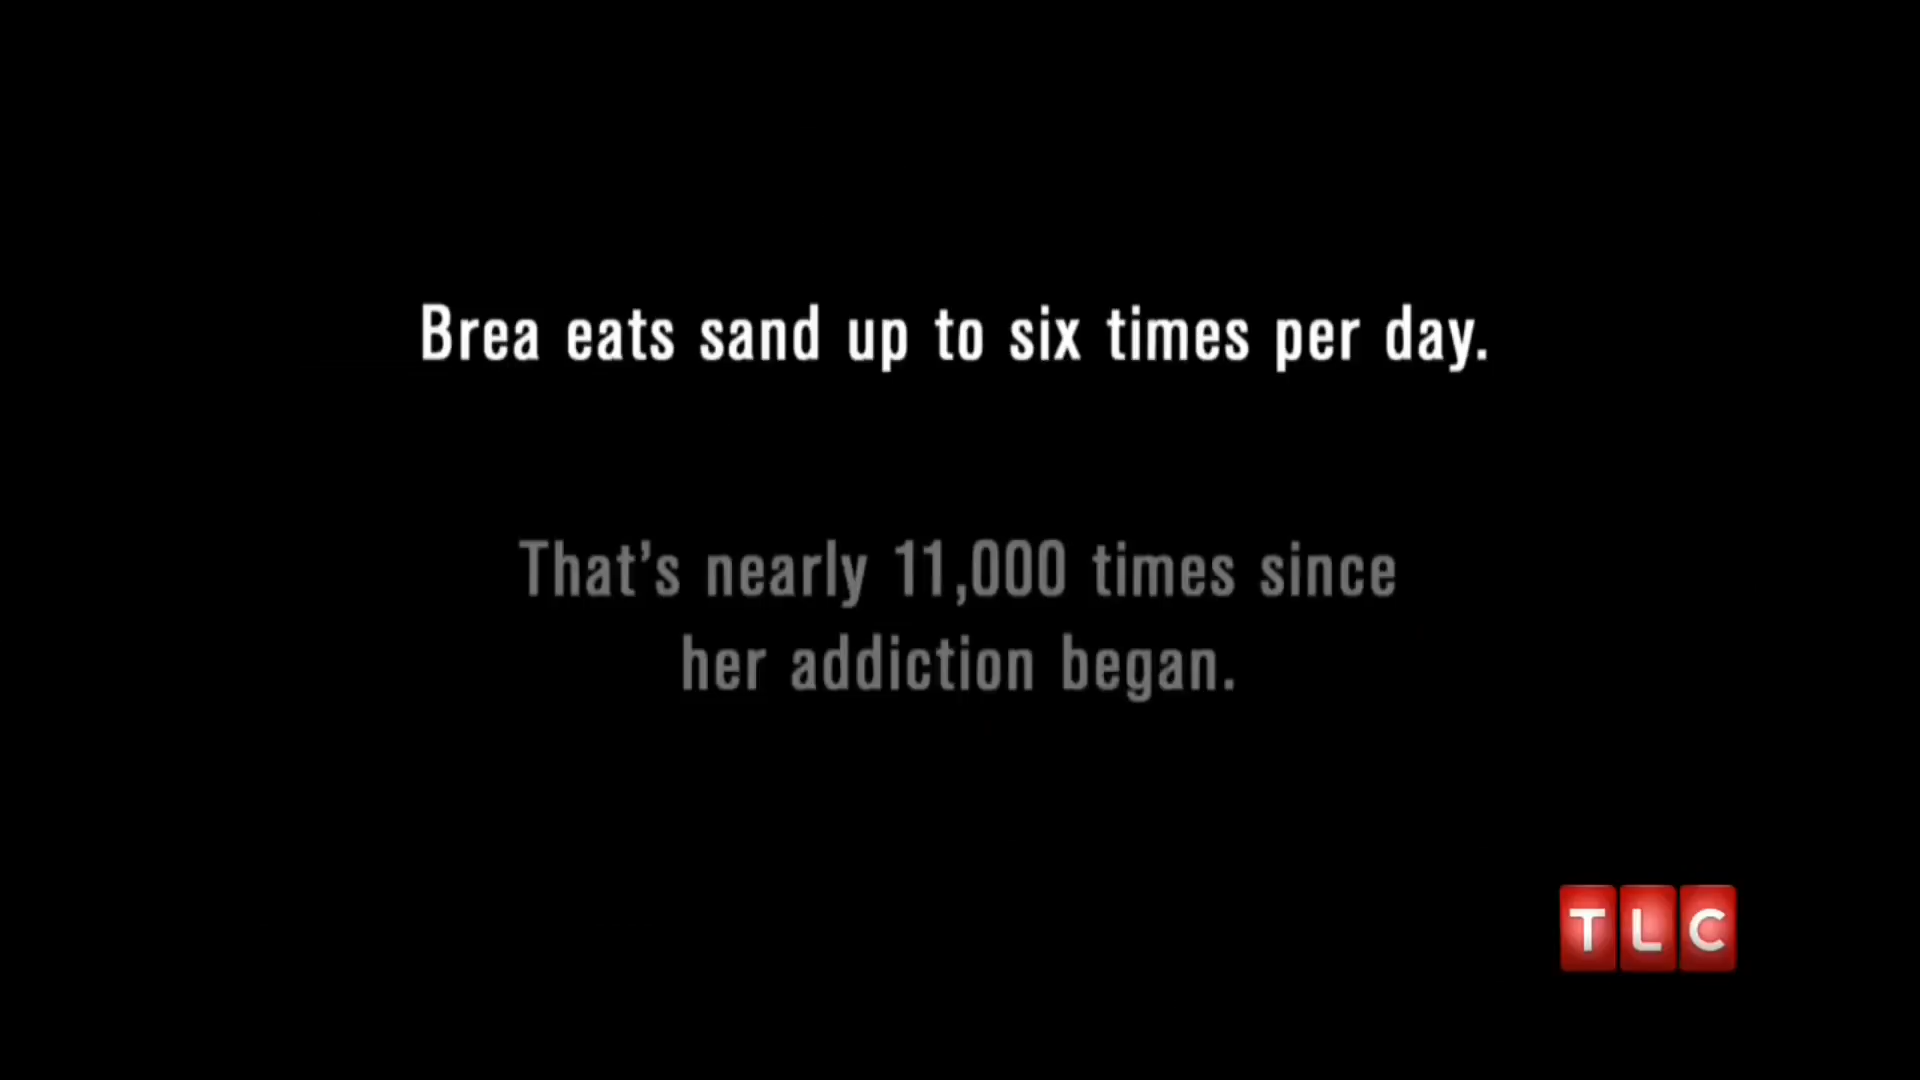 Brea eats sand up to six times per day.
That's nearly 11,000 times since
her addiction began.
TLC